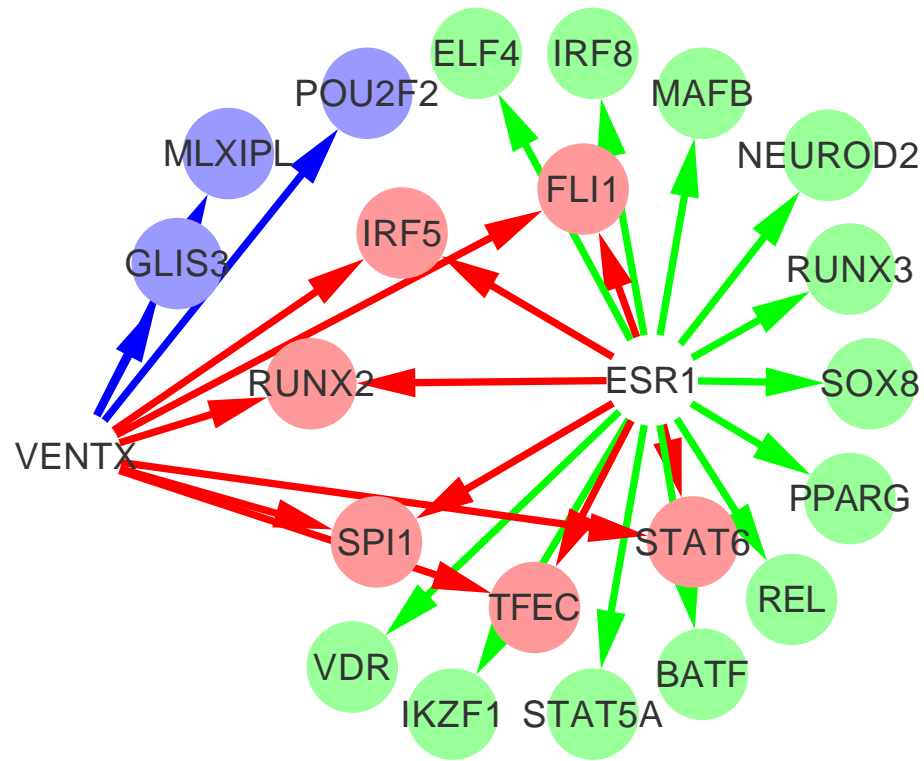 ELF4
IRF8
POU2F2
MAFB
MLXIPL
NEUROD2
FLI1
IRF5
GLIS3
RUNX3
RUNX2
ESR1
SOX8
VENTX
PPARG
SPI1
STAT6
TFEC
REL
VDR
BATF
IKZF1
STAT5A